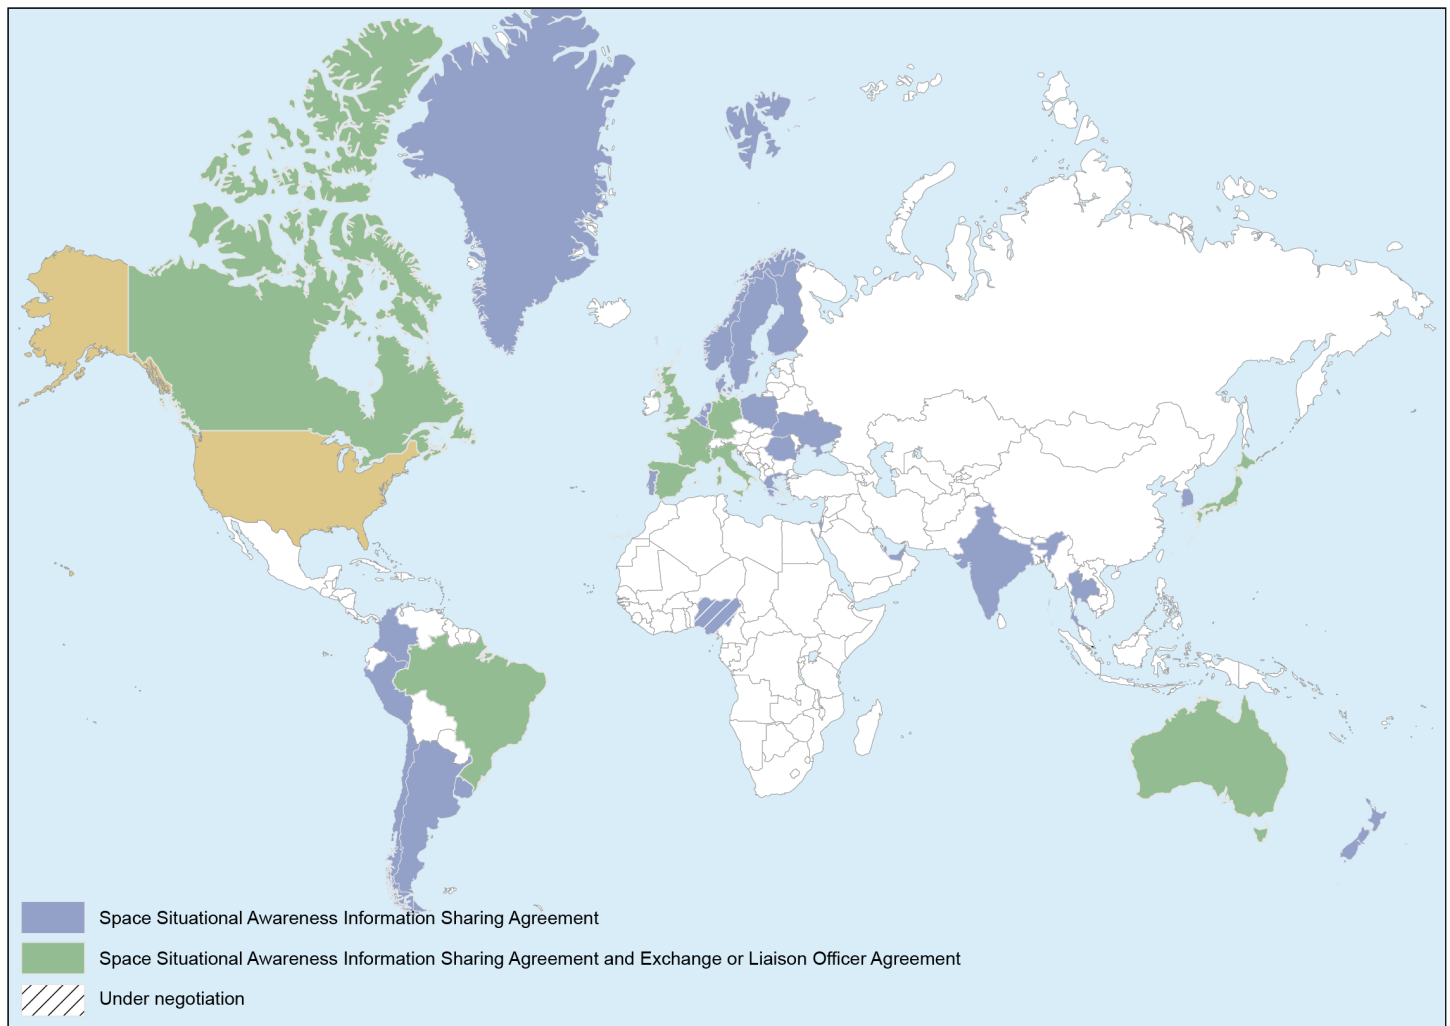 Space Situational Awareness Information Sharing Agreement
Space Situational Awareness Information Sharing Agreement and Exchange or Liaison Officer Agreement
Under negotiation